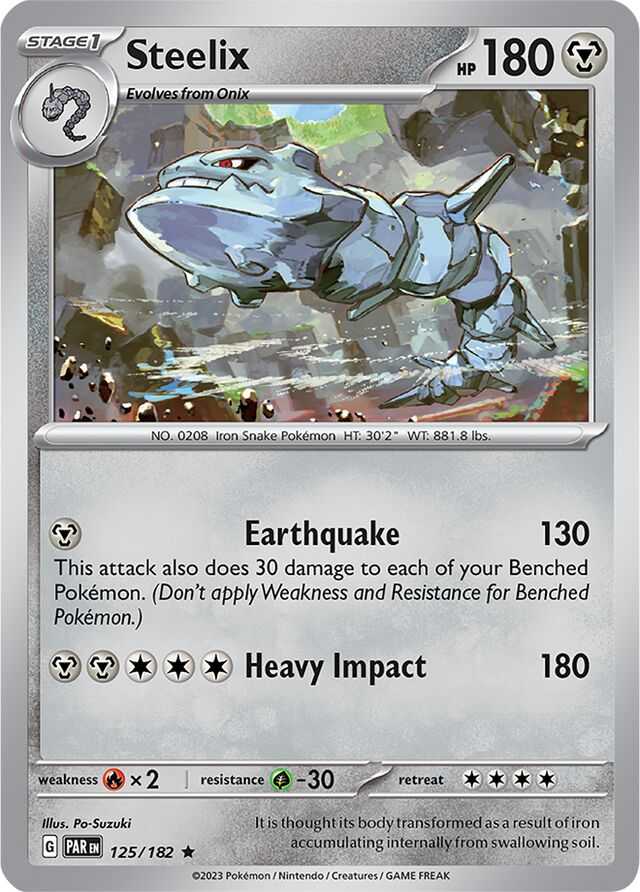 STAGE1
Steelix
HP 180
Evolves from Onix
NO. 0208 Iron Snake Pokémon HT: 30'2" WT: 881.8 lbs.
Earthquake 130
This attack also does 30 damage to each of your Benched
Pokémon. (Don't apply Weakness and Resistance for Benched
Pokémon.)
Heavy Impact 180
weakness ×2 resistance -30 retreat
Illus. Po-Suzuki
It is thought its body transformed as a result of iron
accumulating internally from swallowing soil.
G PAR EN 125/182 ★
©2023 Pokémon / Nintendo / Creatures / GAME FREAK